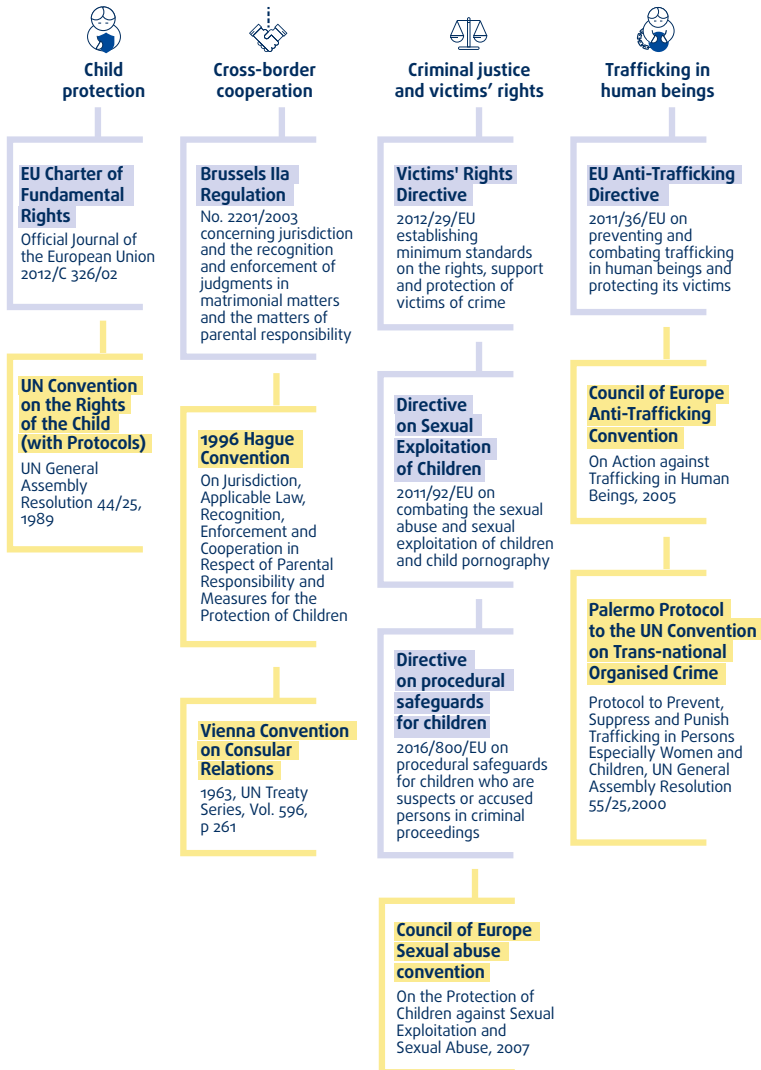 Child
protection
EU Charter of
Fundamental
Rights
Official Journal of
the European Union
2012/C 326/02
UN Convention
on the Rights
of the Child
(with Protocols)
UN General
Assembly
Resolution 44/25,
1989
Cross-border
cooperation
Brussels IIa
Regulation
No. 2201/2003
concerning jurisdiction
and the recognition
and enforcement of
judgments in
matrimonial matters
and the matters of
parental responsibility
1996 Hague
Convention
On Jurisdiction,
Applicable Law,
Recognition,
Enforcement and
Cooperation in
Respect of Parental
Responsibility and
Measures for the
Protection of Children
Vienna Convention
on Consular
Relations
1963, UN Treaty
Series, Vol. 596,
p 261
Criminal justice
and victims’ rights
Victims' Rights
Directive
2012/29/EU
establishing
minimum standards
on the rights, support
and protection of
victims of crime
Directive
on Sexual
Exploitation
of Children
2011/92/EU on
combating the sexual
abuse and sexual
exploitation of children
and child pornography
Directive
on procedural
safeguards
for children
2016/800/EU on
procedural safeguards
for children who are
suspects or accused
persons in criminal
proceedings
Council of Europe
Sexual abuse
convention
On the Protection of
Children against Sexual
Exploitation and
Sexual Abuse, 2007
Trafficking in
human beings
EU Anti-Trafficking
Directive
2011/36/EU on
preventing and
combating trafficking
in human beings and
protecting its victims
Council of Europe
Anti-Trafficking
Convention
On Action against
Trafficking in Human
Beings, 2005
Palermo Protocol
to the UN Convention
on Trans-national
Organised Crime
Protocol to Prevent,
Suppress and Punish
Trafficking in Persons
Especially Women and
Children, UN General
Assembly Resolution
55/25,2000